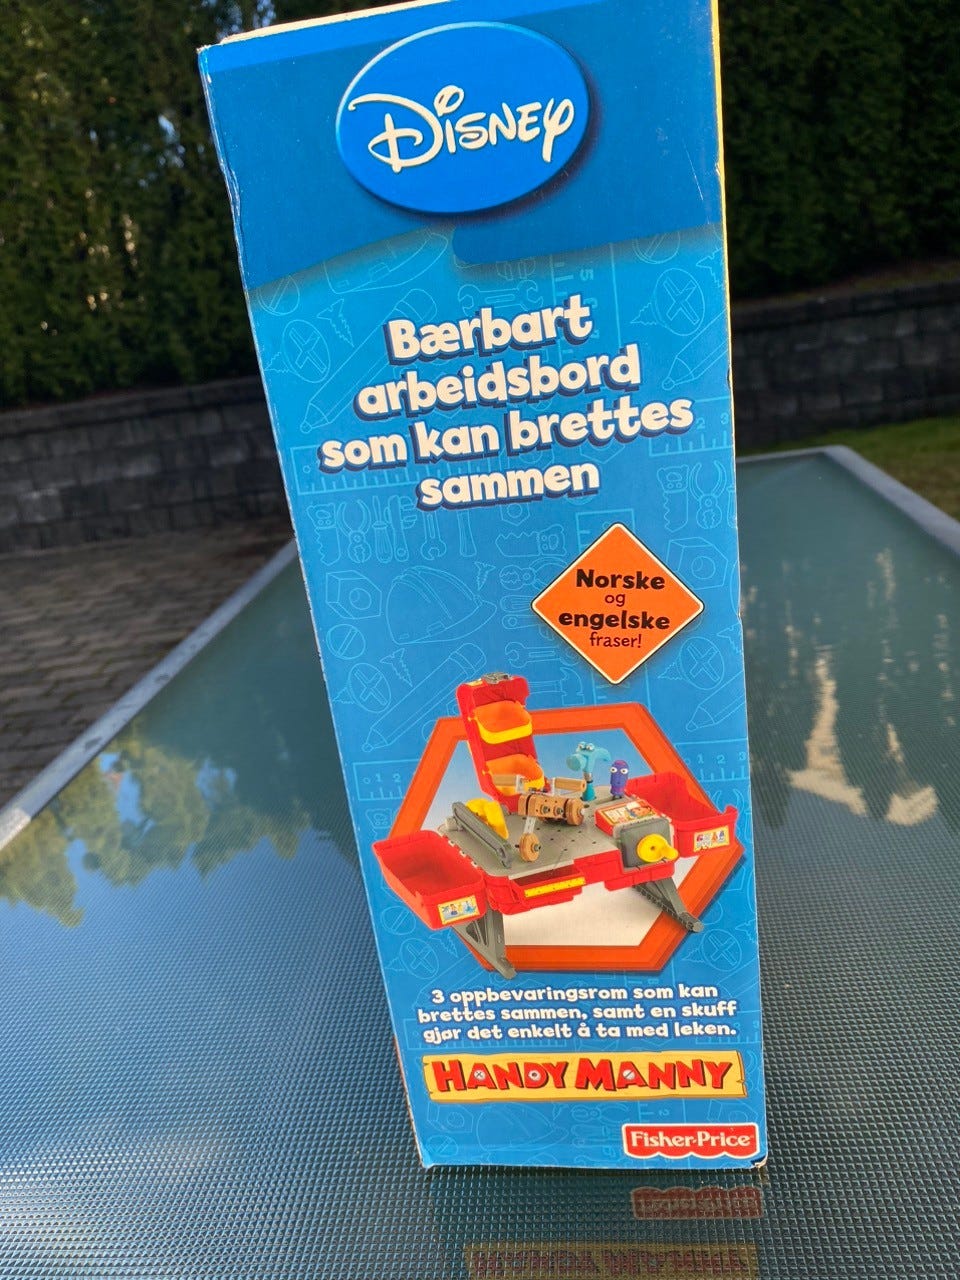 Disney
Bærbart
arbeidsbord
som kan brettes
sammen
Norske
og
engelske
fraser!
3 oppbevaringsrom som kan
brettes sammen, samt en skuff
gjør det enkelt å ta med leken.
HANDY MANNY
Fisher-Price